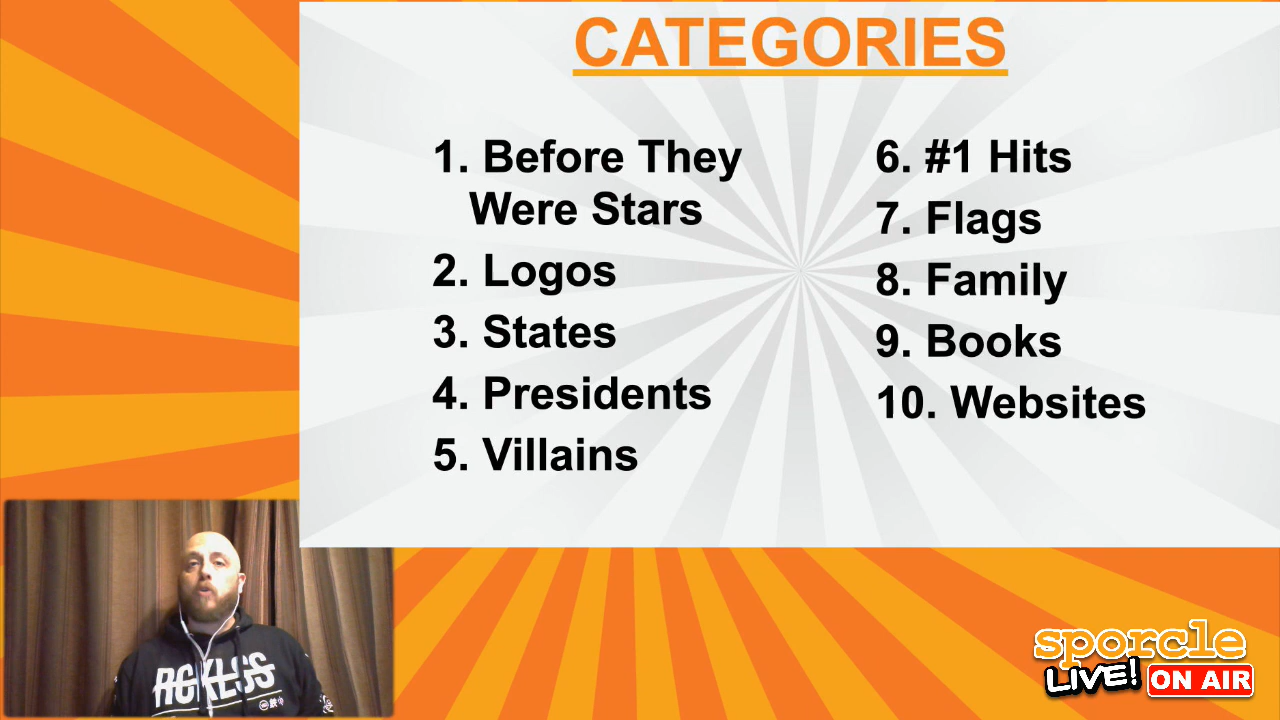 CATEGORIES
1. Before They
Were Stars
2. Logos
3. States
4. Presidents
5. Villains
6. #1 Hits
7. Flags
8. Family
9. Books
10. Websites
RCKLSS
sporcle
LIVE! ON AIR